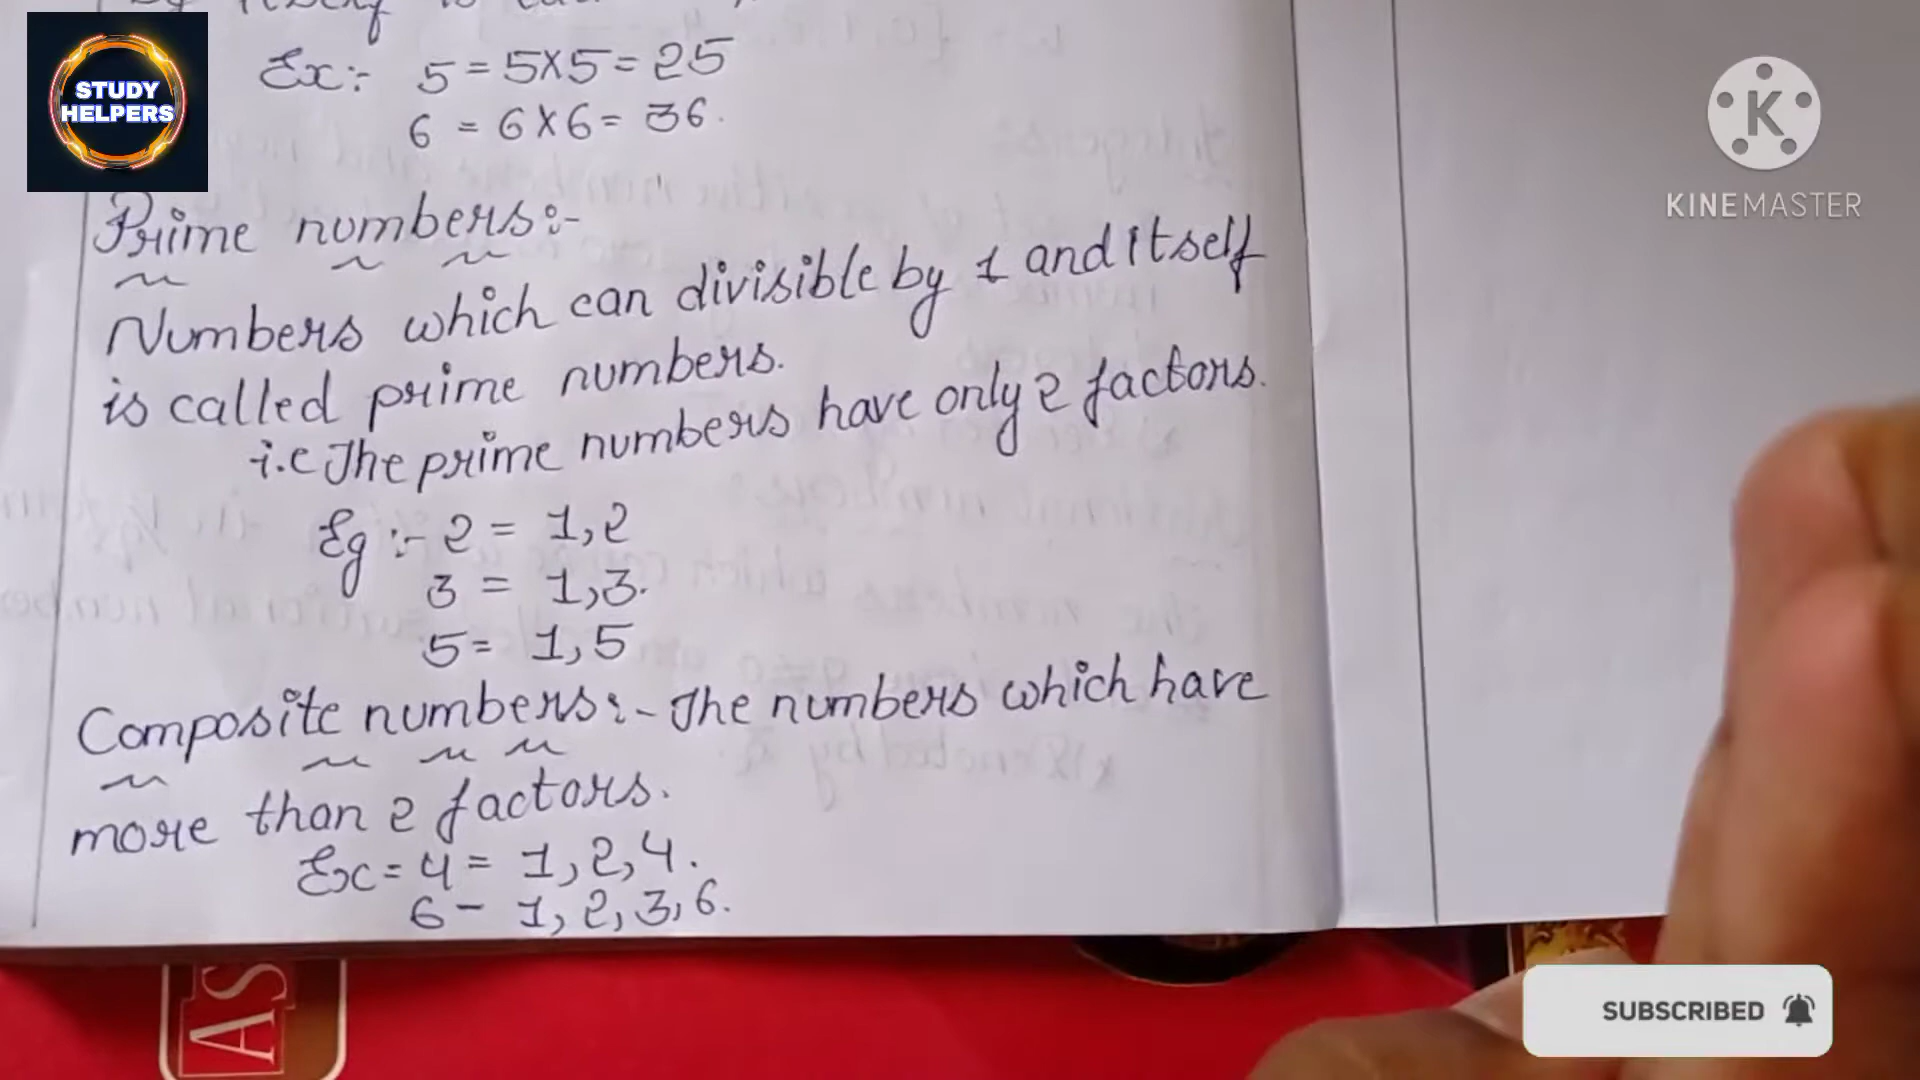 STUDY
HELPERS
Ex:- 5 = 5X5 = 25
6 = 6X6 = 36.
K
KINEMASTER
Prime numbers:-
Numbers which can divisible by 1 and Itself
is called prime numbers.
i.e The prime numbers have only 2 factors.
Eg :- 2 = 1,2
3 = 1,3.
5 = 1,5
Composite numbers:- The numbers which have
more than 2 factors.
Ex = 4 = 1,2,4.
6 - 1,2,3,6.
AS
SUBSCRIBED